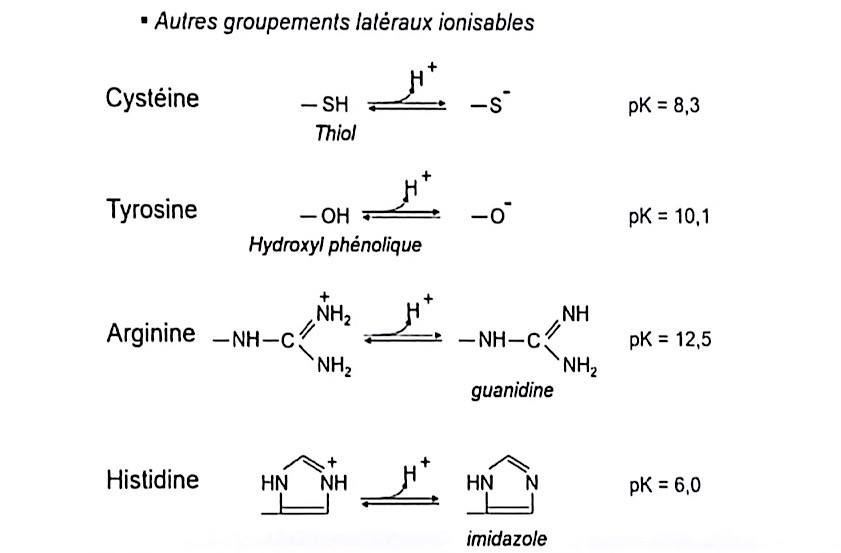 ▪ Autres groupements latéraux ionisables
Cystéine –SH H+ –S- pK = 8,3
Thiol
Tyrosine –OH H+ –O- pK = 10,1
Hydroxyl phénolique
+
NH2 H+ NH
Arginine –NH–C –NH–C pK = 12,5
NH2 NH2
guanidine
+
Histidine HN NH H+ HN N pK = 6,0
imidazole